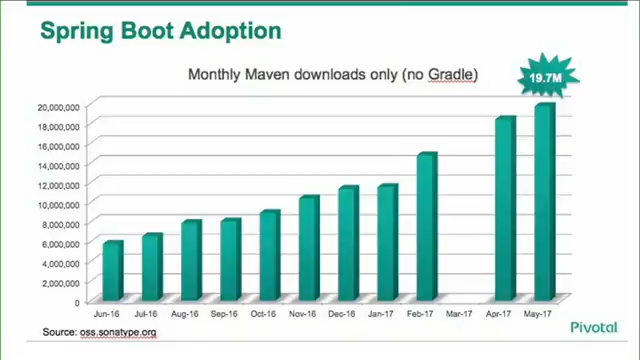 Spring Boot Adoption
Monthly Maven downloads only (no Gradle)
19.7M
20,000,000
18,000,000
16,000,000
14,000,000
12,000,000
10,000,000
8,000,000
6,000,000
4,000,000
2,000,000
0
Jun-16 Jul-16 Aug-16 Sep-16 Oct-16 Nov-16 Dec-16 Jan-17 Feb-17 Mar-17 Apr-17 May-17
Source: oss.sonatype.org
Pivotal